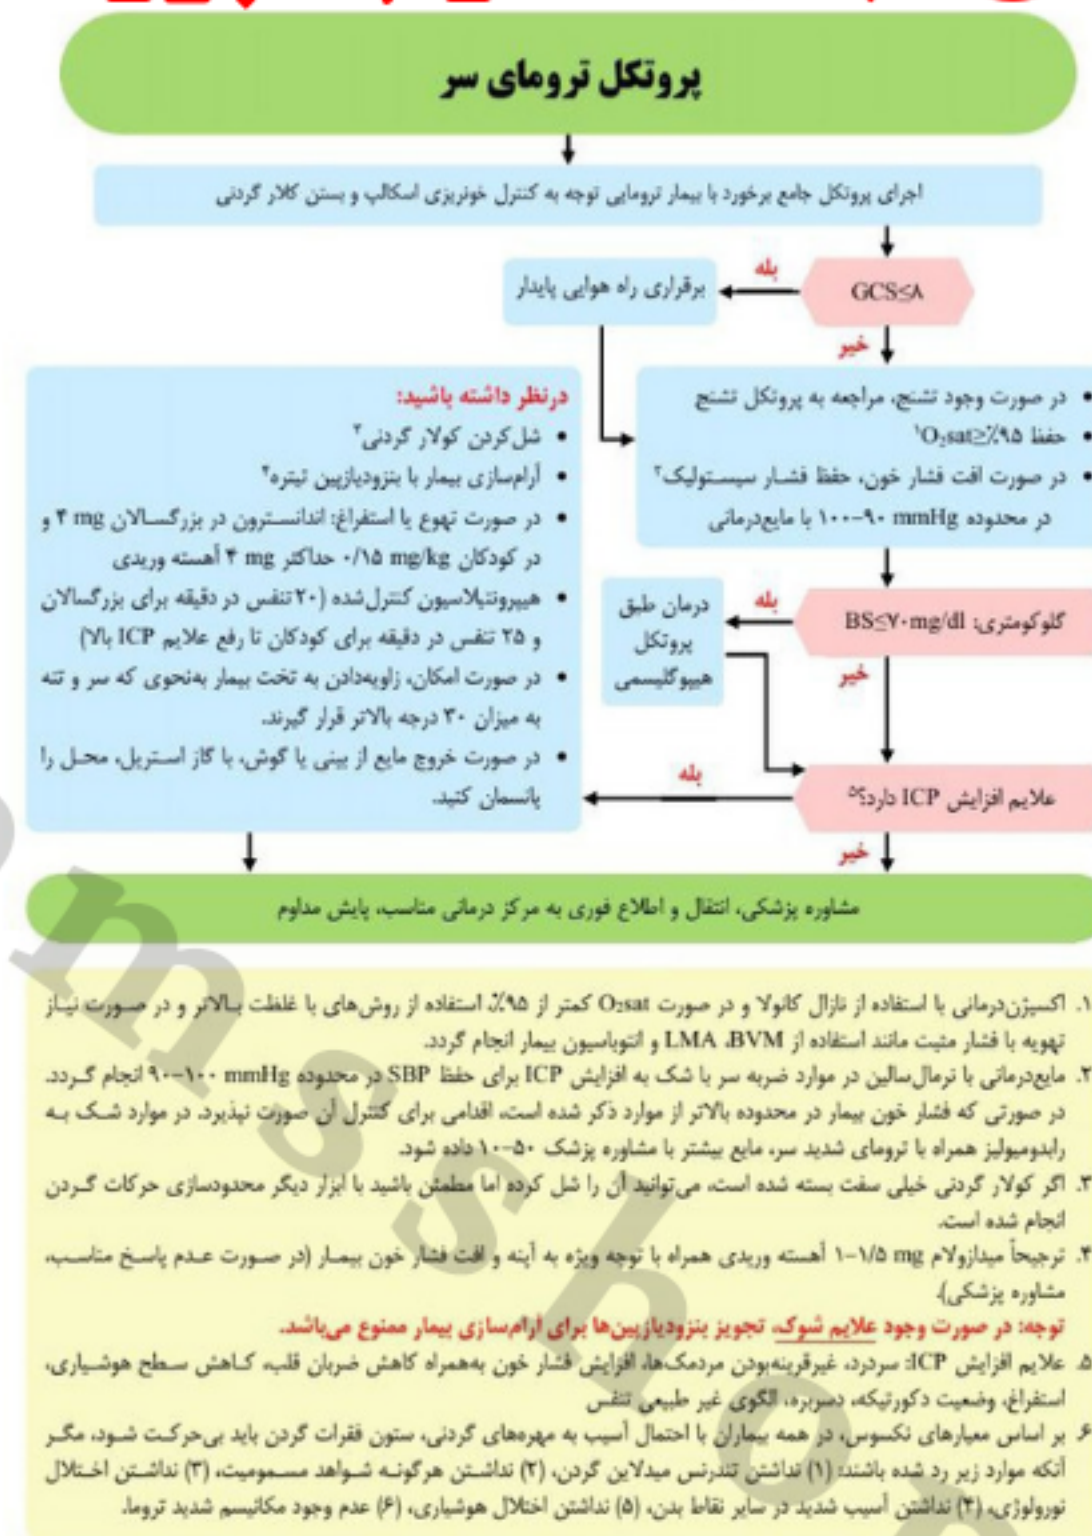 پروتکل ترومای سر
اجرای پروتکل جامع برخورد با بیمار ترومایی توجه به کنترل خونریزی اسکالپ و بستن کلار گردنی
GCS≤۸
بله
برقراری راه هوایی پایدار
خیر
• در صورت وجود تشنج، مراجعه به پروتکل تشنج
• حفظ O₂sat≥٪۹۵¹
• در صورت افت فشار خون، حفظ فشار سیستولیک²
در محدوده ۹۰-۱۰۰ mmHg با مایع‌درمانی
گلوکومتری: BS≤۷۰mg/dl
بله
درمان طبق
پروتکل
هیپوگلیسمی
خیر
علایم افزایش ICP دارد؟⁵
بله
درنظر داشته باشید:
• شل‌کردن کولار گردنی³
• آرام‌سازی بیمار با بنزودیازپین تیتره⁴
• در صورت تهوع یا استفراغ: اندانسترون در بزرگسالان ۴ mg و
در کودکان ۰/۱۵ mg/kg حداکثر ۴ mg آهسته وریدی
• هیپرونتیلاسیون کنترل‌شده (۲۰ تنفس در دقیقه برای بزرگسالان
و ۲۵ تنفس در دقیقه برای کودکان تا رفع علایم ICP بالا)
• در صورت امکان، زاویه‌دادن به تخت بیمار به‌نحوی که سر و تنه
به میزان ۳۰ درجه بالاتر قرار گیرند.
• در صورت خروج مایع از بینی یا گوش، با گاز استریل، محل را
پانسمان کنید.
خیر
مشاوره پزشکی، انتقال و اطلاع فوری به مرکز درمانی مناسب، پایش مداوم
۱. اکسیژن‌درمانی با استفاده از نازال کانولا و در صورت O₂sat کمتر از ۹۵٪، استفاده از روش‌های با غلظت بالاتر و در صورت نیاز
تهویه با فشار مثبت مانند استفاده از LMA ،BVM و انتوباسیون بیمار انجام گردد.
۲. مایع‌درمانی با نرمال‌سالین در موارد ضربه سر با شک به افزایش ICP برای حفظ SBP در محدوده ۹۰-۱۰۰ mmHg انجام گردد.
در صورتی که فشار خون بیمار در محدوده بالاتر از موارد ذکر شده است، اقدامی برای کنترل آن صورت نپذیرد. در موارد شک به
رابدومیولیز همراه با ترومای شدید سر، مایع بیشتر با مشاوره پزشک ۱۰-۵۰ داده شود.
۳. اگر کولار گردنی خیلی سفت بسته شده است، می‌توانید آن را شل کرده اما مطمئن باشید با ابزار دیگر محدودسازی حرکات گردن
انجام شده است.
۴. ترجیحاً میدازولام ۱-۱/۵ mg آهسته وریدی همراه با توجه ویژه به آپنه و افت فشار خون بیمار (در صورت عدم پاسخ مناسب،
مشاوره پزشکی).
توجه: در صورت وجود علایم شوک، تجویز بنزودیازپین‌ها برای آرام‌سازی بیمار ممنوع می‌باشد.
۵. علایم افزایش ICP: سردرد، غیرقرینه‌بودن مردمک‌ها، افزایش فشار خون به‌همراه کاهش ضربان قلب، کاهش سطح هوشیاری،
استفراغ، وضعیت دکورتیکه، دسربره، الگوی غیر طبیعی تنفس
۶. بر اساس معیارهای نکسوس، در همه بیماران با احتمال آسیب به مهره‌های گردنی، ستون فقرات گردن باید بی‌حرکت شود، مگر
آنکه موارد زیر رد شده باشند: (۱) نداشتن تندرنس میدلاین گردن، (۲) نداشتن هرگونه شواهد مسمومیت، (۳) نداشتن اختلال
نورولوژی، (۴) نداشتن آسیب شدید در سایر نقاط بدن، (۵) نداشتن اختلال هوشیاری، (۶) عدم وجود مکانیسم شدید تروما.